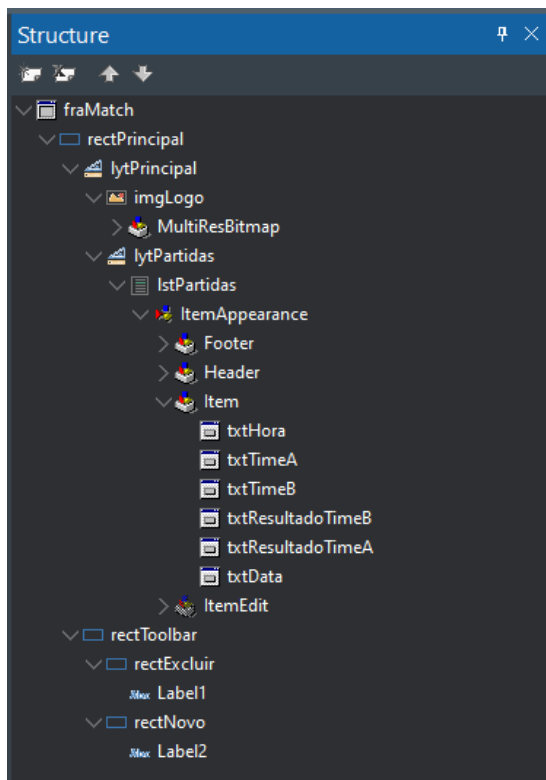 Structure
fraMatch
rectPrincipal
lytPrincipal
imgLogo
MultiResBitmap
lytPartidas
lstPartidas
ItemAppearance
Footer
Header
Item
txtHora
txtTimeA
txtTimeB
txtResultadoTimeB
txtResultadoTimeA
txtData
ItemEdit
rectToolbar
rectExcluir
Label1
rectNovo
Label2